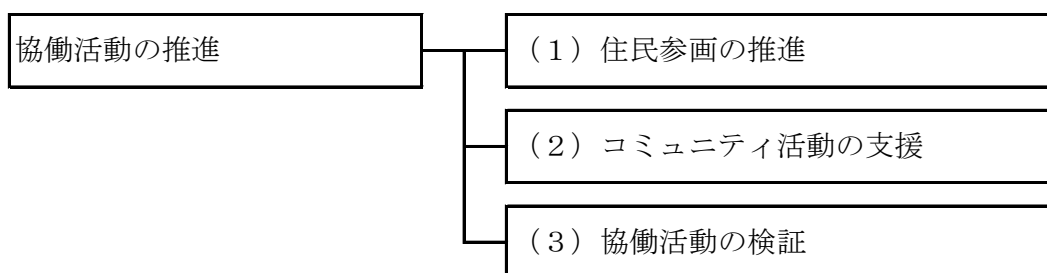 協働活動の推進
（１）住民参画の推進
（２）コミュニティ活動の支援
（３）協働活動の検証